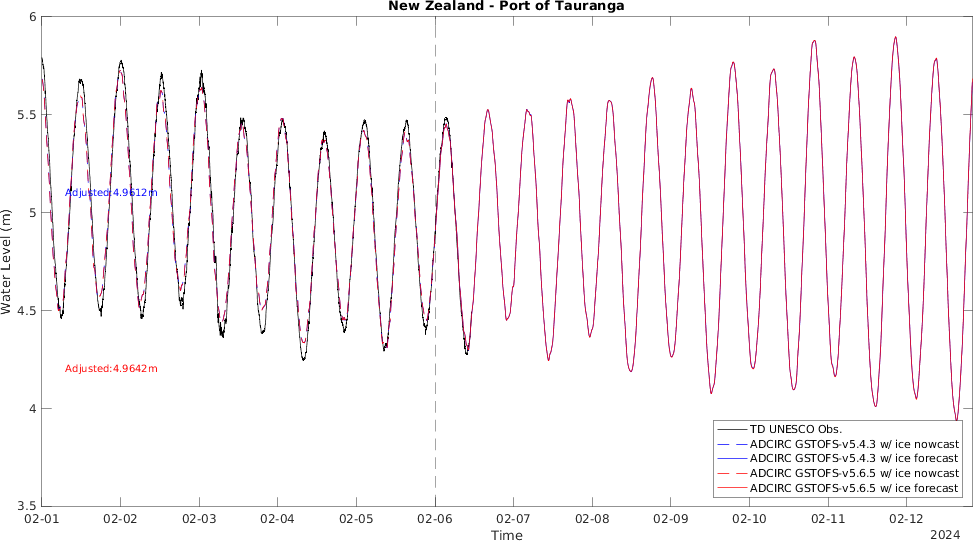 New Zealand - Port of Tauranga
6
5.5
5
4.5
4
3.5
Water Level (m)
Adjusted:4.9612m
Adjusted:4.9642m
TD UNESCO Obs.
ADCIRC GSTOFS-v5.4.3 w/ ice nowcast
ADCIRC GSTOFS-v5.4.3 w/ ice forecast
ADCIRC GSTOFS-v5.6.5 w/ ice nowcast
ADCIRC GSTOFS-v5.6.5 w/ ice forecast
02-01 02-02 02-03 02-04 02-05 02-06 02-07 02-08 02-09 02-10 02-11 02-12
Time
2024